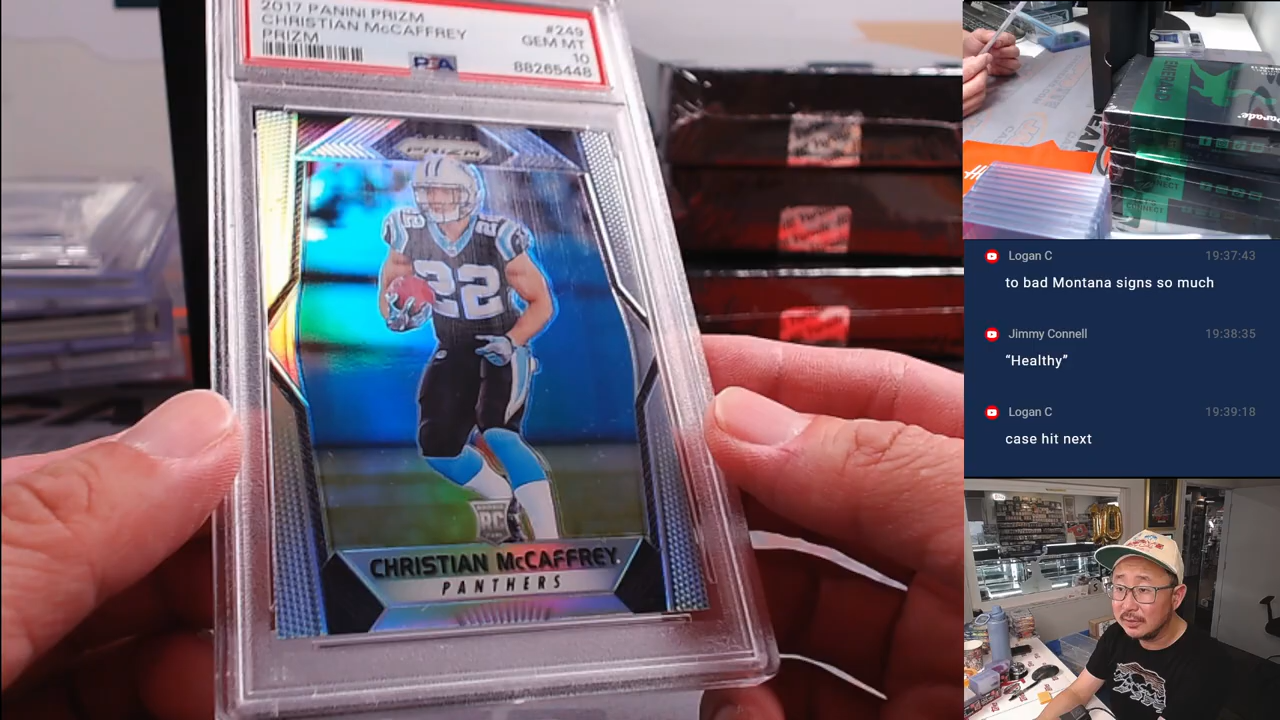 2017 PANINI PRIZM
CHRISTIAN McCAFFREY
PRIZM
#249
GEM MT
10
88265448
PSA
PRIZM
22
22
RC
CHRISTIAN McCAFFREY
PANTHERS
Logan C 19:37:43
to bad Montana signs so much
Jimmy Connell 19:38:35
“Healthy”
Logan C 19:39:18
case hit next